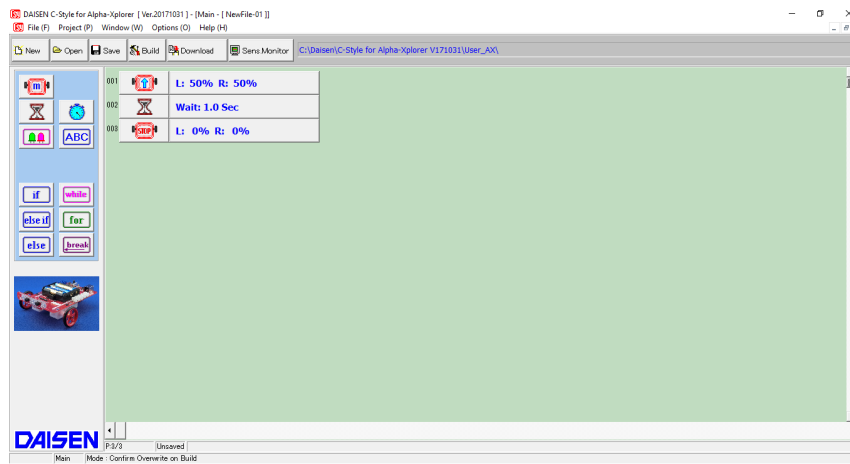 DAISEN C-Style for Alpha-Xplorer [ Ver.20171031 ] - [Main - [ NewFile-01 ]]
File (F) Project (P) Window (W) Options (O) Help (H)
New Open Save Build Download Sens.Monitor C:\Daisen\C-Style for Alpha-Xplorer V171031\User_AX\
m
001 L: 50% R: 50%
002 Wait: 1.0 Sec
003 STOP L: 0% R: 0%
ABC
if while
else if for
else break
DAISEN
P:3/3 Unsaved
Main Mode : Confirm Overwrite on Build